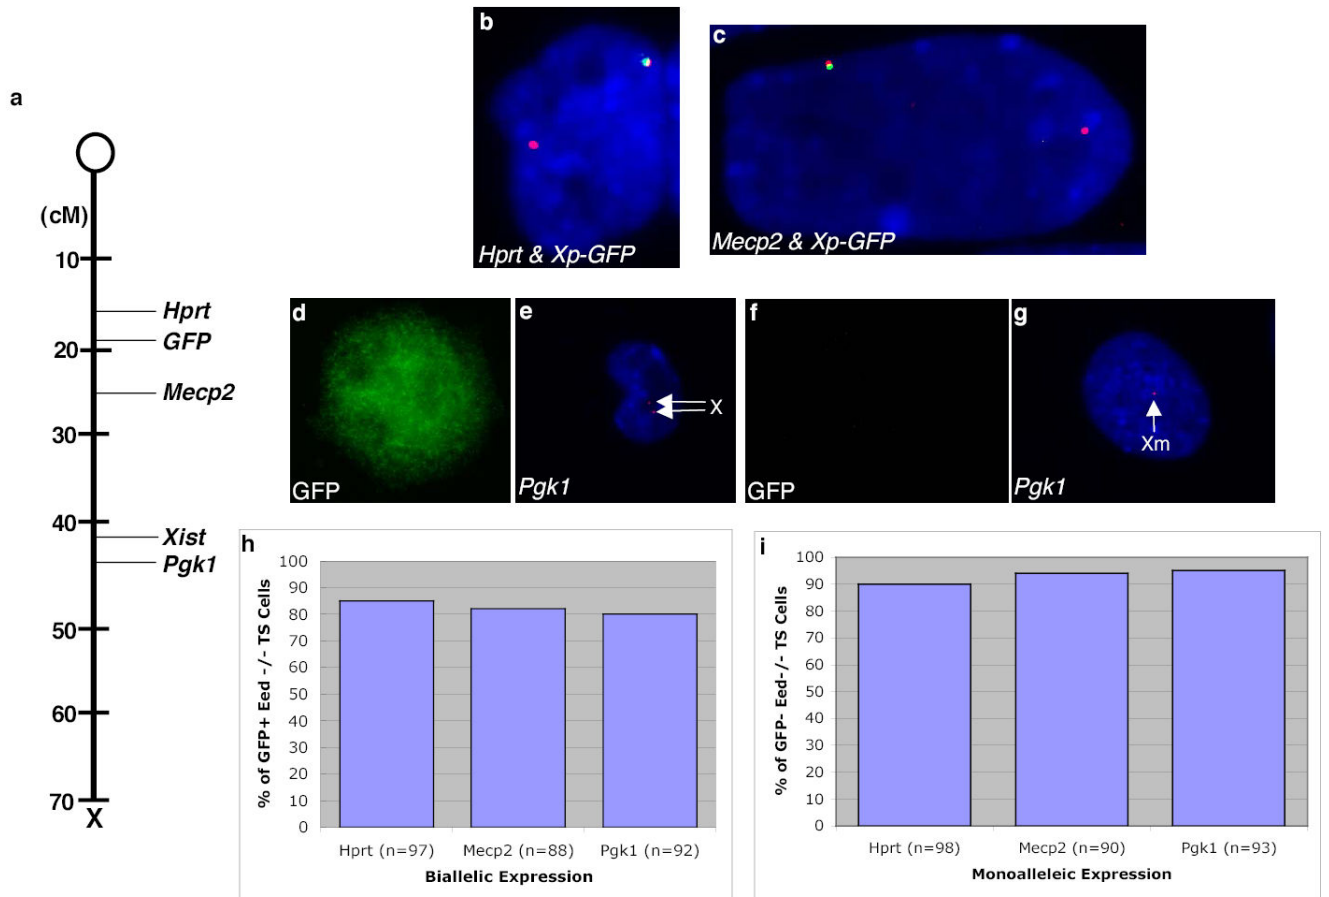 a
(cM)
10
Hprt
GFP
20
Mecp2
30
40
Xist
Pgk1
50
60
70
X
b
Hprt & Xp-GFP
c
Mecp2 & Xp-GFP
d
GFP
e
X
Pgk1
f
GFP
g
Xm
Pgk1
h
% of GFP+ Eed -/- TS Cells
100
90
80
70
60
50
40
30
20
10
0
Hprt (n=97) Mecp2 (n=88) Pgk1 (n=92)
Biallelic Expression
i
% of GFP- Eed-/- TS Cells
100
90
80
70
60
50
40
30
20
10
0
Hprt (n=98) Mecp2 (n=90) Pgk1 (n=93)
Monoalleleic Expression